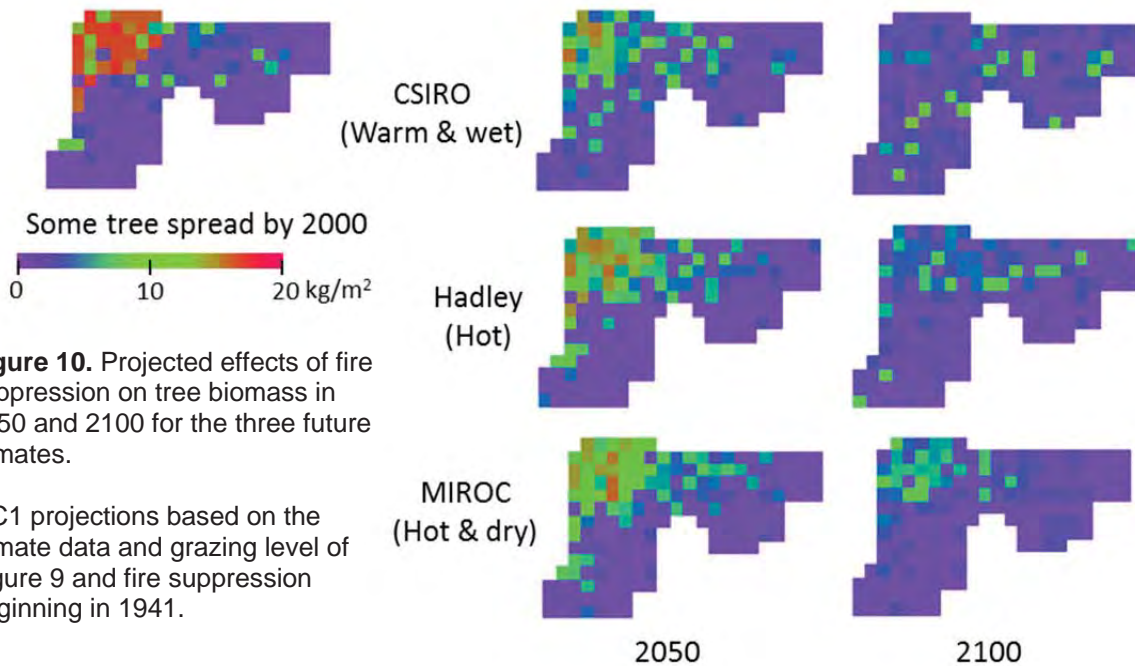 CSIRO
(Warm & wet)
Some tree spread by 2000
0 10 20 kg/m²
Hadley
(Hot)
gure 10. Projected effects of fire
ppression on tree biomass in
50 and 2100 for the three future
mates.
C1 projections based on the
mate data and grazing level of
gure 9 and fire suppression
ginning in 1941.
MIROC
(Hot & dry)
2050 2100